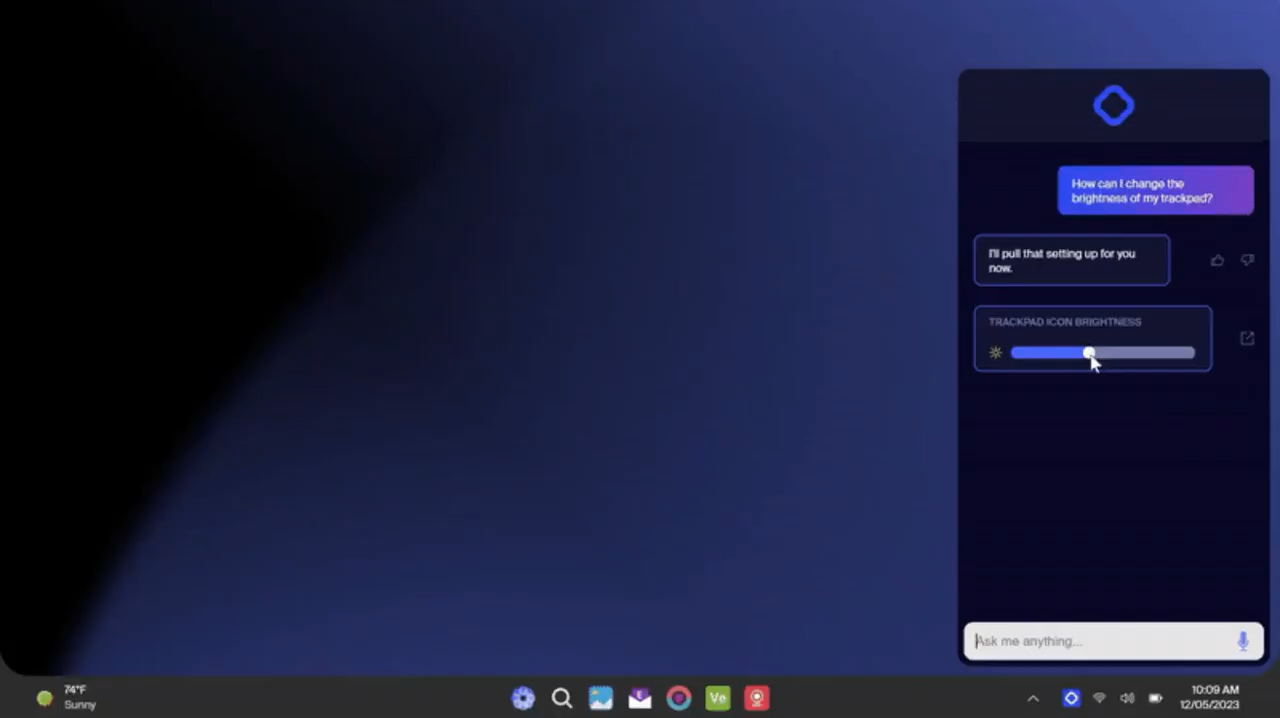 How can I change the
brightness of my trackpad?
I'll pull that setting up for you
now.
TRACKPAD ICON BRIGHTNESS
Ask me anything...
74°F
Sunny
E
Ve
10:09 AM
12/05/2023